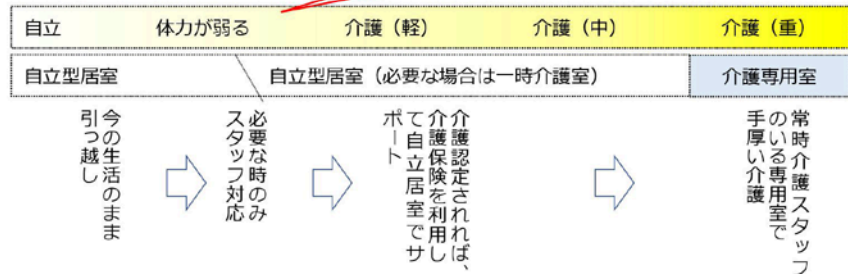 自立 体力が弱る 介護（軽） 介護（中） 介護（重）
自立型居室 自立型居室（必要な場合は一時介護室） 介護専用室
今の生活のまま
引っ越し
必要な時のみ
スタッフ対応
介護認定されれば、
介護保険を利用し
て自立居室でサ
ポート
常時介護スタッフ
のいる専用室で
手厚い介護